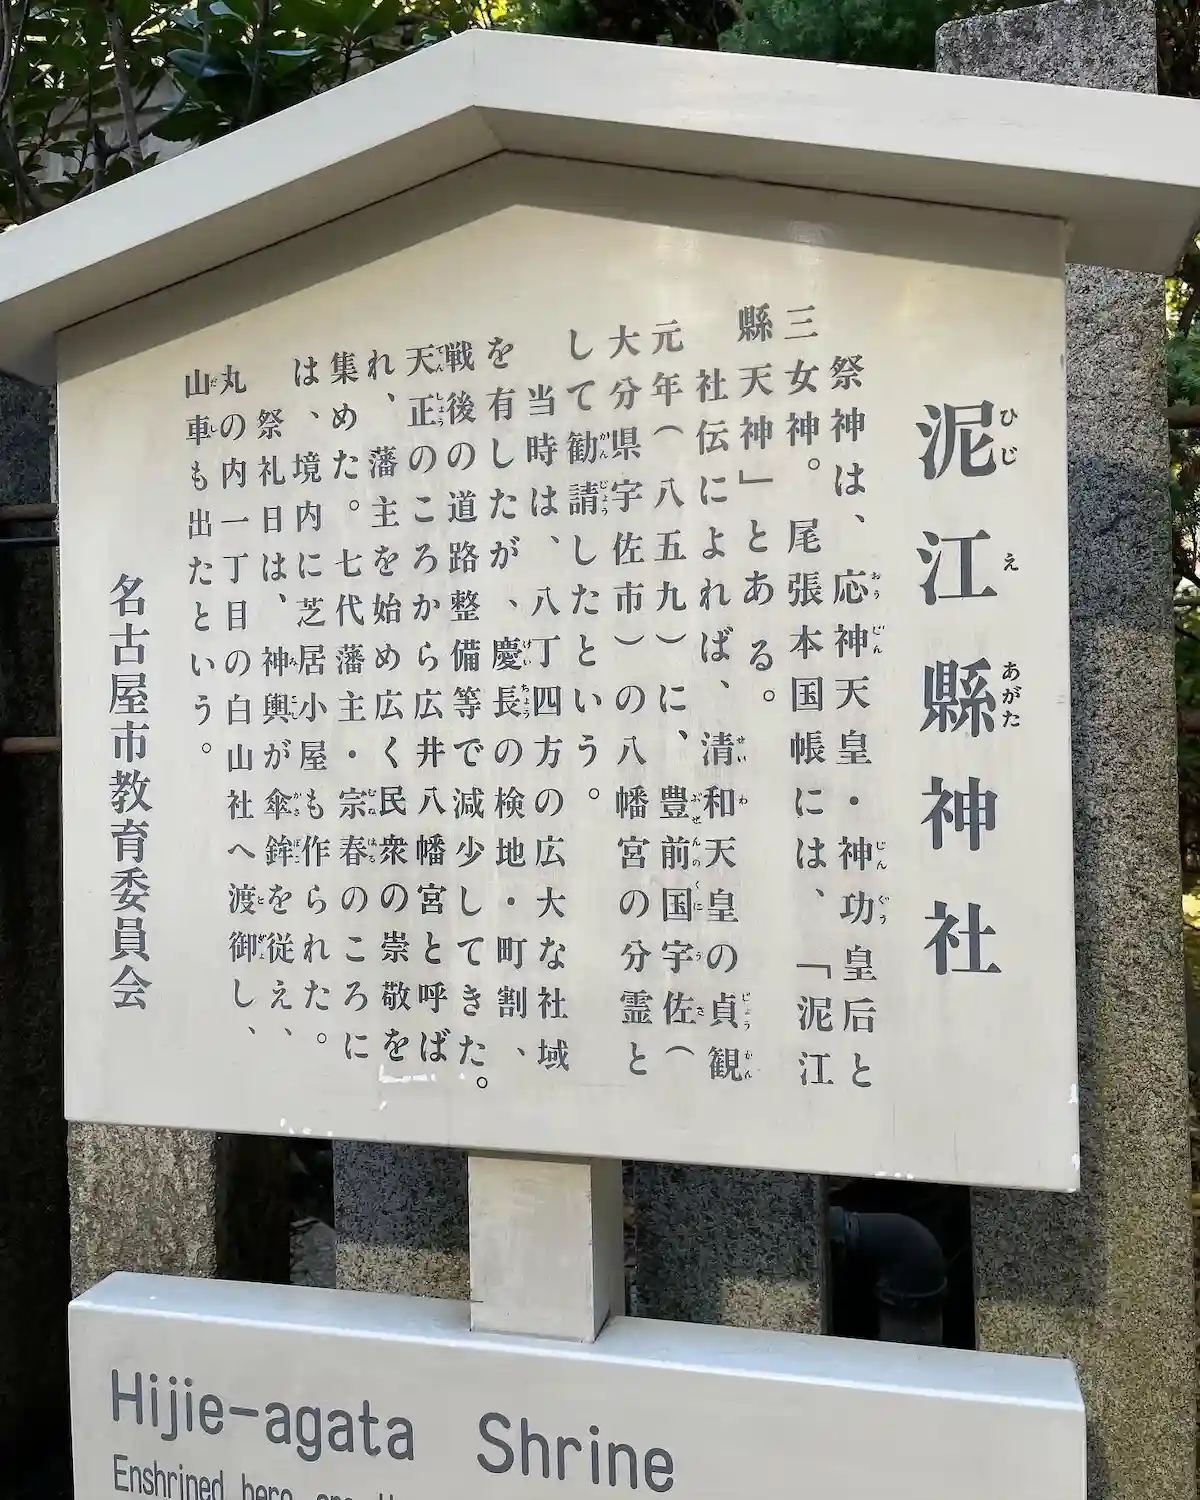 泥江縣神社
祭神は、応神天皇・神功皇后と
三女神。尾張本国帳には、「泥江
縣天神」とある。
社伝によれば、清和天皇の貞観
元年（八五九）に、豊前国宇佐（
大分県宇佐市）の八幡宮の分霊と
して勧請したという。
当時は、八丁四方の広大な社域
を有したが、慶長の検地・町割、
戦後の道路整備等で減少してきた。
天正のころから広井八幡宮と呼ば
れ、藩主を始め広く民衆の崇敬を
集めた。七代藩主・宗春のころに
は、境内に芝居小屋も作られた。
祭礼日は、神輿が傘鉾を従え、
丸の内一丁目の白山社へ渡御し、
山車も出たという。
名古屋市教育委員会
Hijie-agata Shrine
Enshrined here are